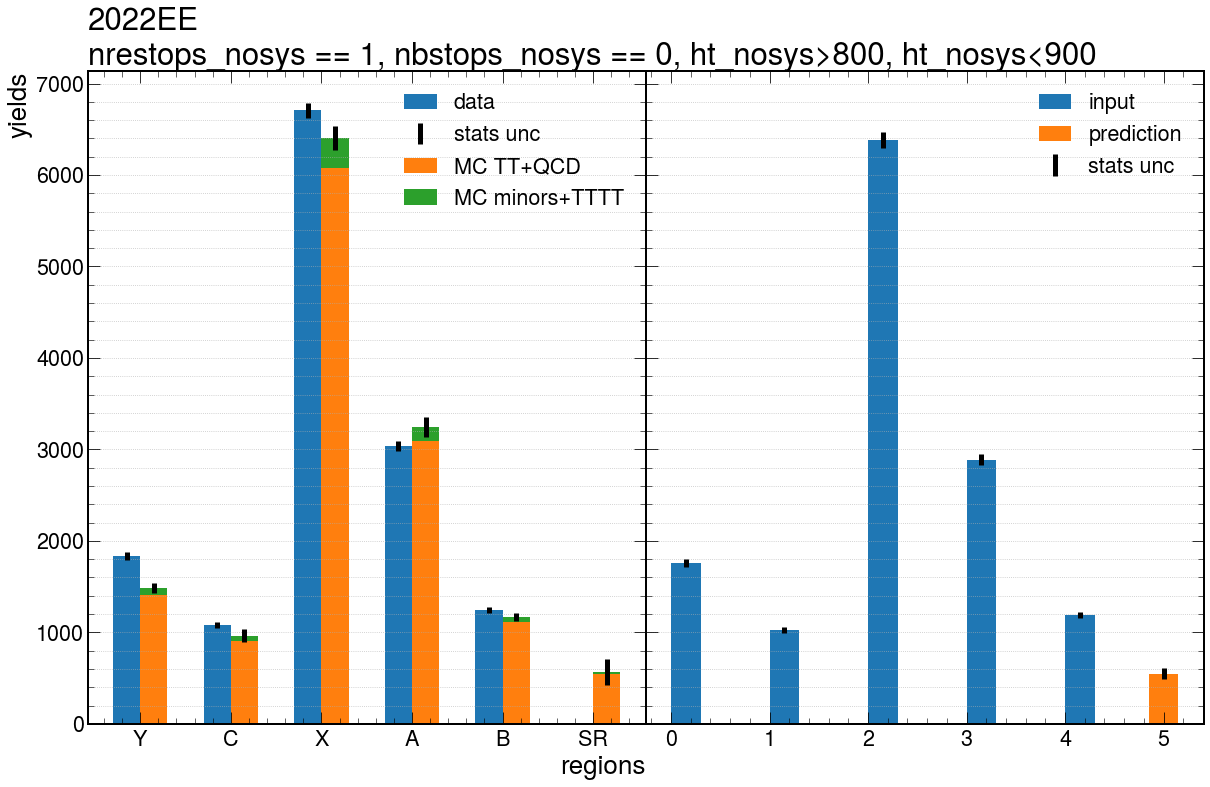 2022EE
nrestops_nosys == 1, nbstops_nosys == 0, ht_nosys>800, ht_nosys<900
yields
7000
6000
5000
4000
3000
2000
1000
0
data
stats unc
MC TT+QCD
MC minors+TTTT
input
prediction
stats unc
Y C X A B SR
0 1 2 3 4 5
regions